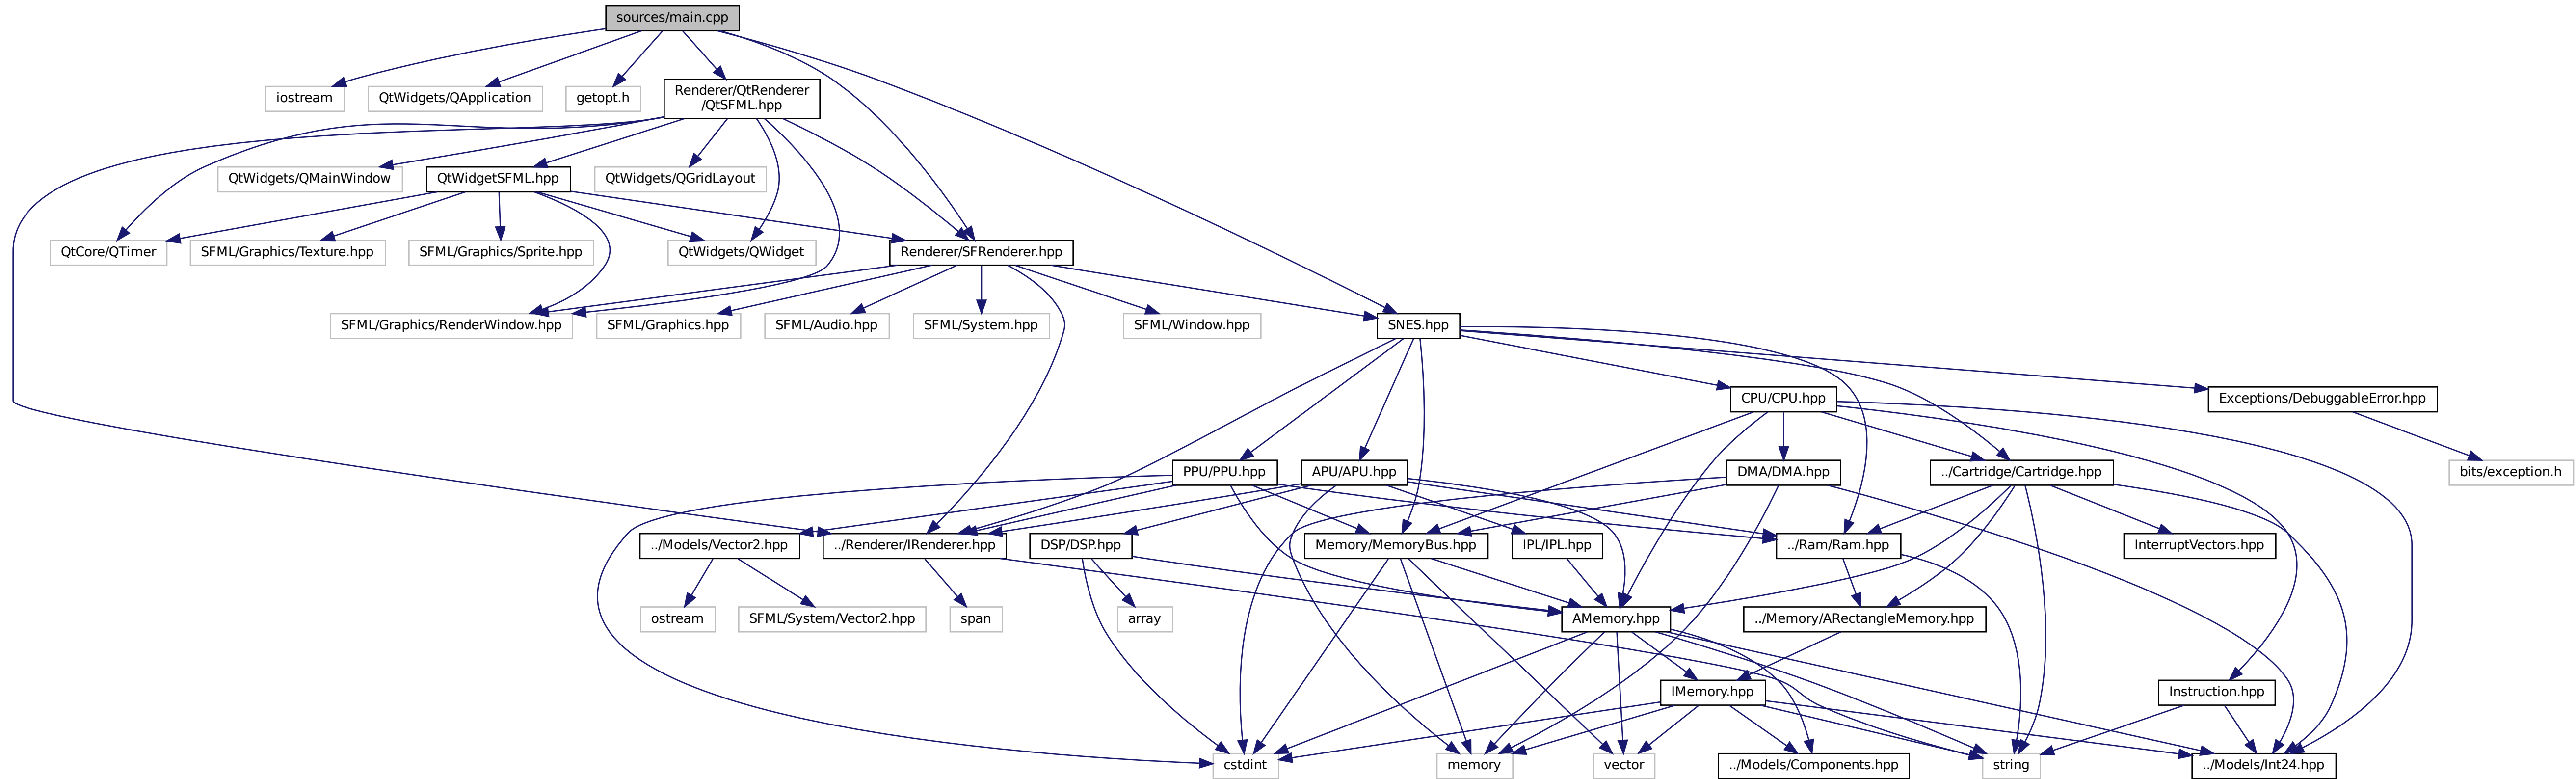 sources/main.cpp
iostream
QtWidgets/QApplication
getopt.h
Renderer/QtRenderer
/QtSFML.hpp
QtWidgets/QMainWindow
QtWidgetSFML.hpp
QtWidgets/QGridLayout
QtCore/QTimer
SFML/Graphics/Texture.hpp
SFML/Graphics/Sprite.hpp
QtWidgets/QWidget
Renderer/SFRenderer.hpp
SFML/Graphics/RenderWindow.hpp
SFML/Graphics.hpp
SFML/Audio.hpp
SFML/System.hpp
SFML/Window.hpp
SNES.hpp
CPU/CPU.hpp
Exceptions/DebuggableError.hpp
PPU/PPU.hpp
APU/APU.hpp
DMA/DMA.hpp
../Cartridge/Cartridge.hpp
bits/exception.h
../Models/Vector2.hpp
../Renderer/IRenderer.hpp
DSP/DSP.hpp
Memory/MemoryBus.hpp
IPL/IPL.hpp
../Ram/Ram.hpp
InterruptVectors.hpp
ostream
SFML/System/Vector2.hpp
span
array
AMemory.hpp
../Memory/ARectangleMemory.hpp
IMemory.hpp
Instruction.hpp
cstdint
memory
vector
../Models/Components.hpp
string
../Models/Int24.hpp